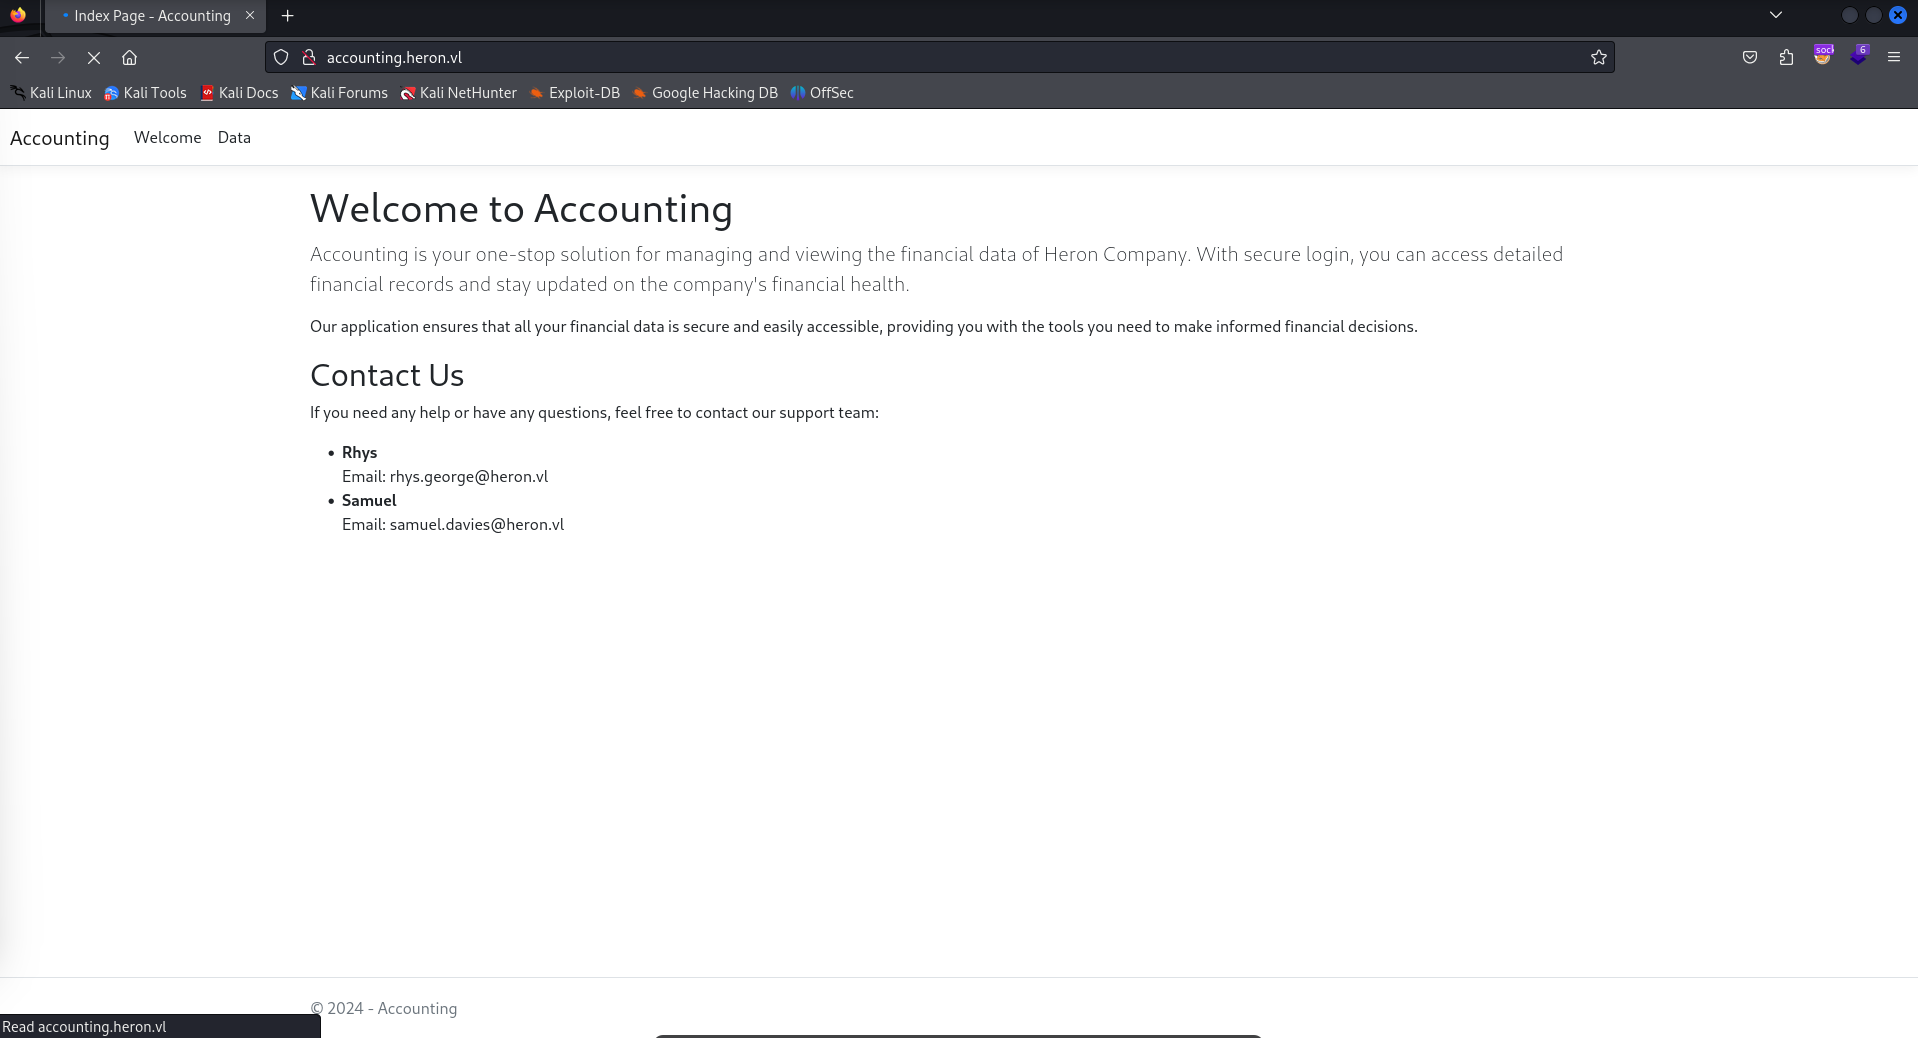 Index Page - Accounting
accounting.heron.vl
sock
6
Kali Linux Kali Tools Kali Docs Kali Forums Kali NetHunter Exploit-DB Google Hacking DB OffSec
Accounting Welcome Data
Welcome to Accounting
Accounting is your one-stop solution for managing and viewing the financial data of Heron Company. With secure login, you can access detailed
financial records and stay updated on the company's financial health.
Our application ensures that all your financial data is secure and easily accessible, providing you with the tools you need to make informed financial decisions.
Contact Us
If you need any help or have any questions, feel free to contact our support team:
• Rhys
Email: rhys.george@heron.vl
• Samuel
Email: samuel.davies@heron.vl
© 2024 - Accounting
Read accounting.heron.vl